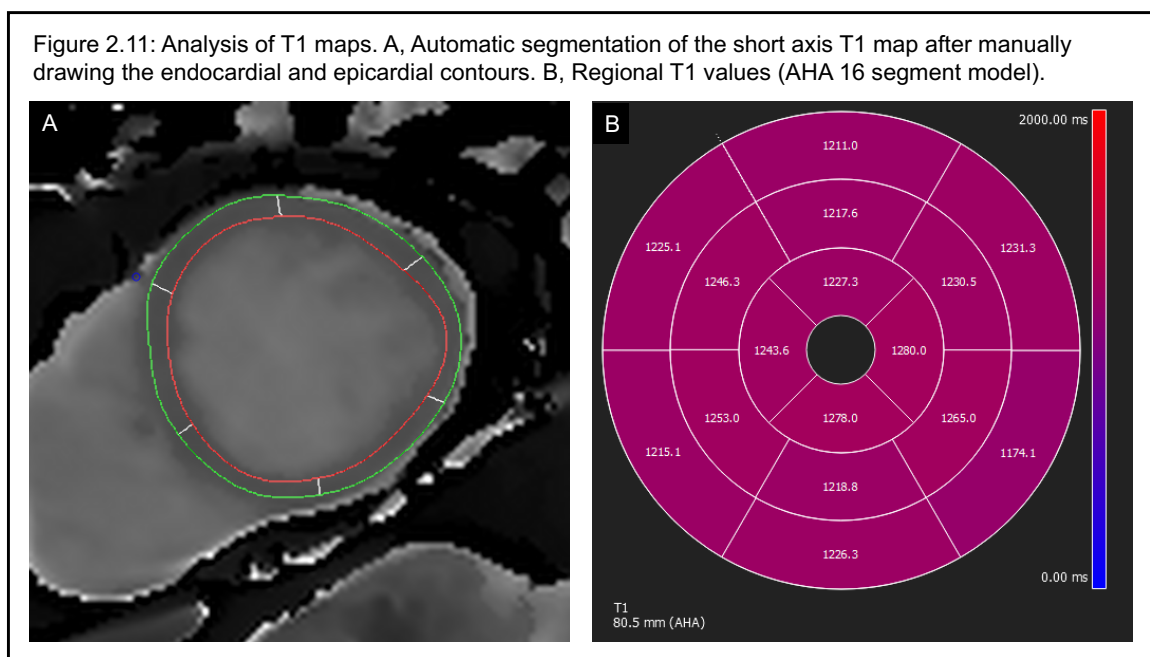 Figure 2.11: Analysis of T1 maps. A, Automatic segmentation of the short axis T1 map after manually
drawing the endocardial and epicardial contours. B, Regional T1 values (AHA 16 segment model).
A
B
2000.00 ms
1211.0
1217.6
1225.1
1231.3
1246.3
1227.3
1230.5
1243.6
1280.0
1253.0
1278.0
1265.0
1215.1
1174.1
1218.8
1226.3
0.00 ms
T1
80.5 mm (AHA)